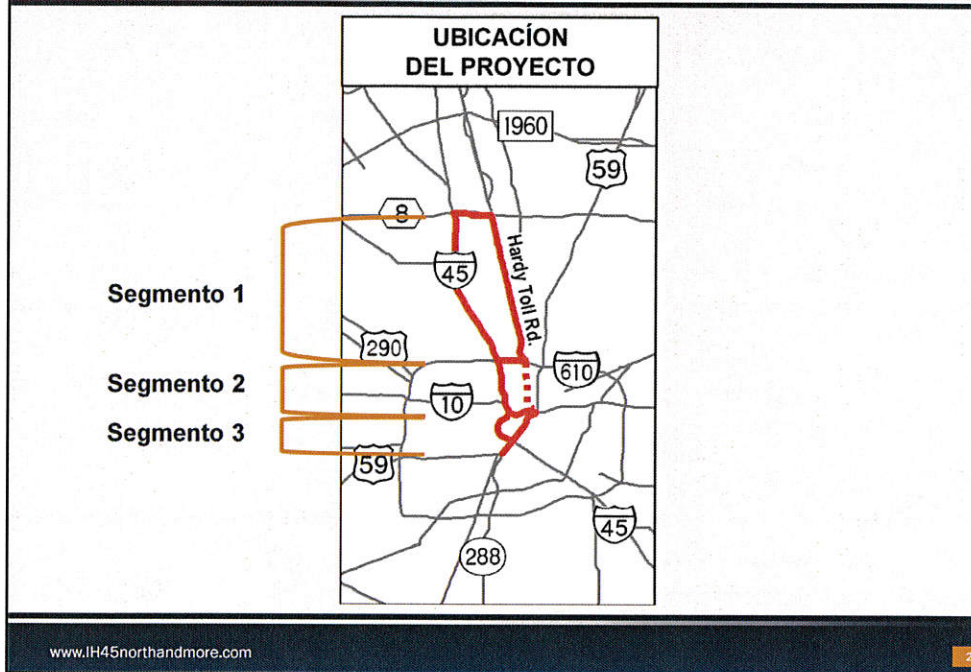 UBICACÍON
DEL PROYECTO
1960
59
8
Hardy Toll Rd.
45
Segmento 1
290
610
Segmento 2
10
Segmento 3
59
45
288
www.IH45northandmore.com
2